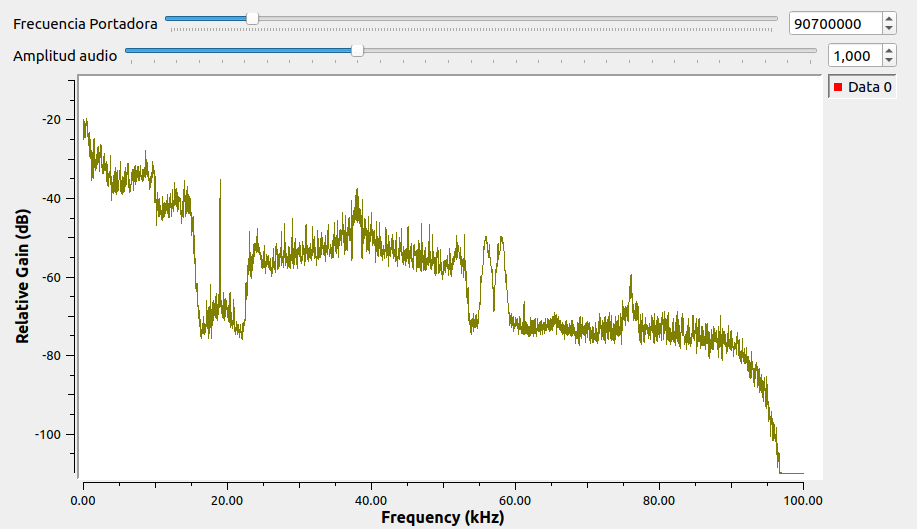 Frecuencia Portadora 90700000
Amplitud audio 1,000
Data 0
-20
-40
-60
-80
-100
Relative Gain (dB)
0.00 20.00 40.00 60.00 80.00 100.00
Frequency (kHz)